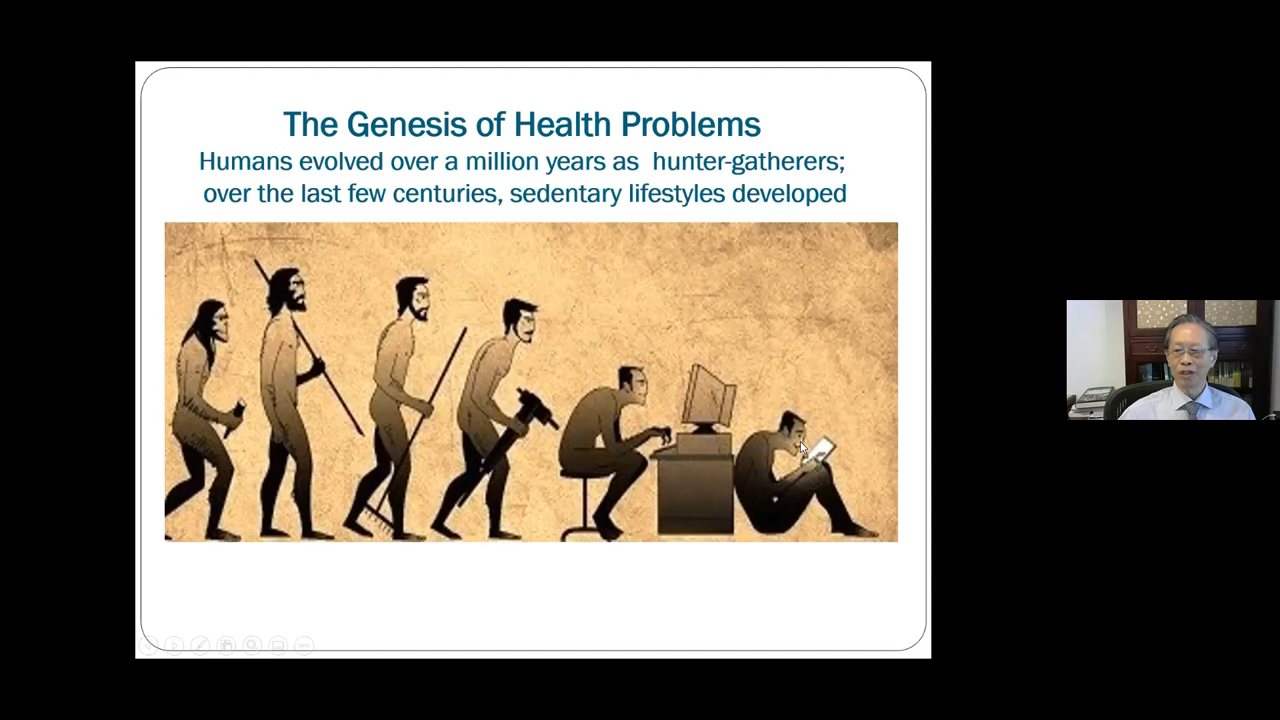 The Genesis of Health Problems
Humans evolved over a million years as hunter-gatherers;
over the last few centuries, sedentary lifestyles developed